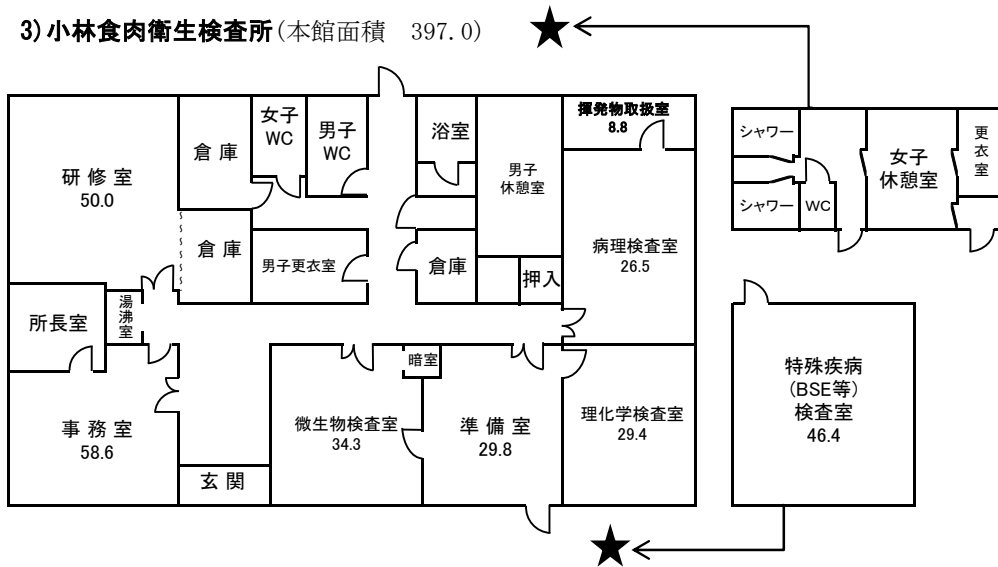 3)小林食肉衛生検査所(本館面積　397.0)
研 修 室
50.0
倉 庫
女子
WC
男子
WC
浴室
男子
休憩室
揮発物取扱室
8.8
シャワー
シャワー
WC
女子
休憩室
更
衣
室
倉 庫
男子更衣室
倉庫
押入
病理検査室
26.5
所長室
湯
沸
室
暗室
事 務 室
58.6
玄 関
微生物検査室
34.3
準 備 室
29.8
理化学検査室
29.4
特殊疾病
(BSE等)
検査室
46.4